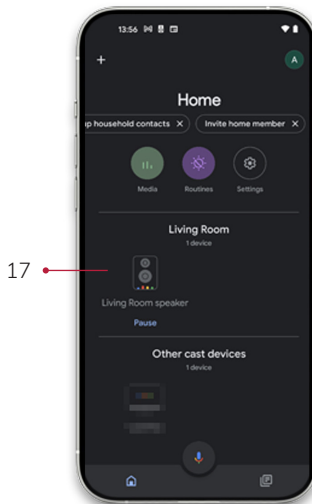 13:56
+
A
Home
up household contacts X
Invite home member X
Media
Routines
Settings
Living Room
1 device
17
Living Room speaker
Pause
Other cast devices
1 device